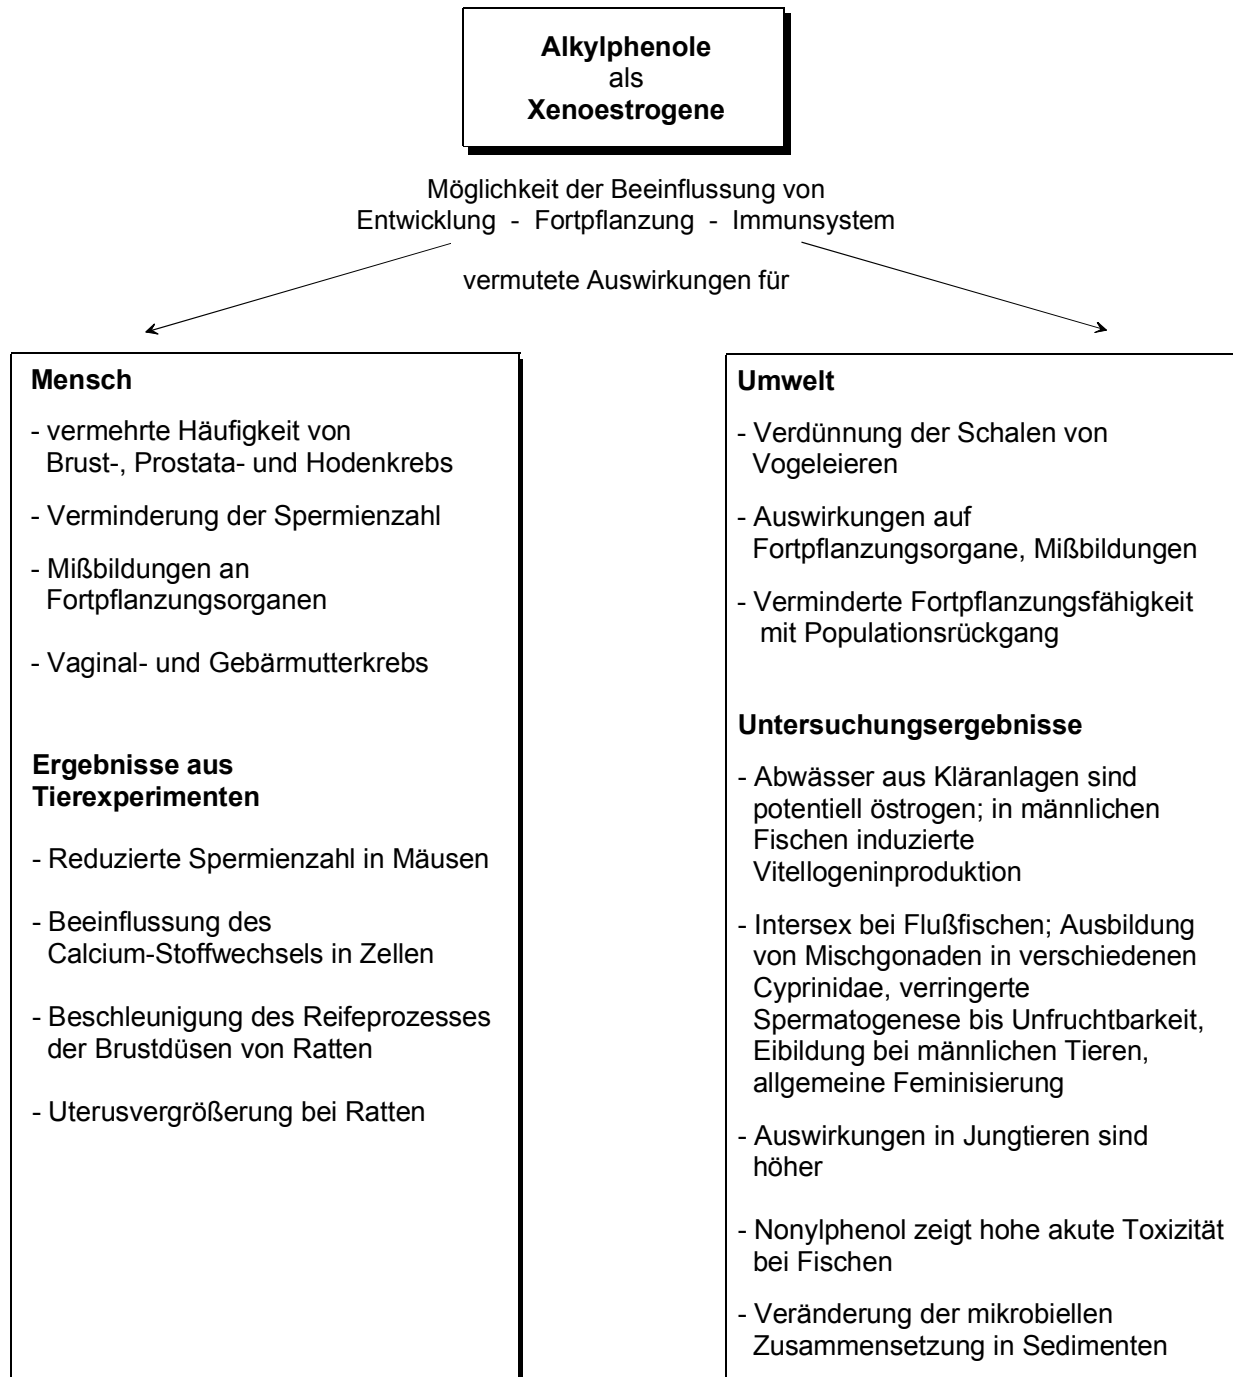 Alkylphenole
als
Xenoestrogene
Möglichkeit der Beeinflussung von
Entwicklung - Fortpflanzung - Immunsystem
vermutete Auswirkungen für
Mensch
- vermehrte Häufigkeit von
Brust-, Prostata- und Hodenkrebs
- Verminderung der Spermienzahl
- Mißbildungen an
Fortpflanzungsorganen
- Vaginal- und Gebärmutterkrebs
Ergebnisse aus
Tierexperimenten
- Reduzierte Spermienzahl in Mäusen
- Beeinflussung des
Calcium-Stoffwechsels in Zellen
- Beschleunigung des Reifeprozesses
der Brustdüsen von Ratten
- Uterusvergrößerung bei Ratten
Umwelt
- Verdünnung der Schalen von
Vogeleieren
- Auswirkungen auf
Fortpflanzungsorgane, Mißbildungen
- Verminderte Fortpflanzungsfähigkeit
mit Populationsrückgang
Untersuchungsergebnisse
- Abwässer aus Kläranlagen sind
potentiell östrogen; in männlichen
Fischen induzierte
Vitellogeninproduktion
- Intersex bei Flußfischen; Ausbildung
von Mischgonaden in verschiedenen
Cyprinidae, verringerte
Spermatogenese bis Unfruchtbarkeit,
Eibildung bei männlichen Tieren,
allgemeine Feminisierung
- Auswirkungen in Jungtieren sind
höher
- Nonylphenol zeigt hohe akute Toxizität
bei Fischen
- Veränderung der mikrobiellen
Zusammensetzung in Sedimenten